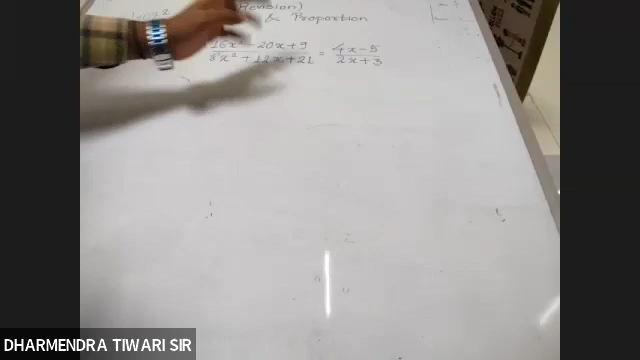 Revision)
& Proportion
16x² - 20x + 9 / 8x² + 12x + 21 = 4x - 5 / 2x + 3
DHARMENDRA TIWARI SIR